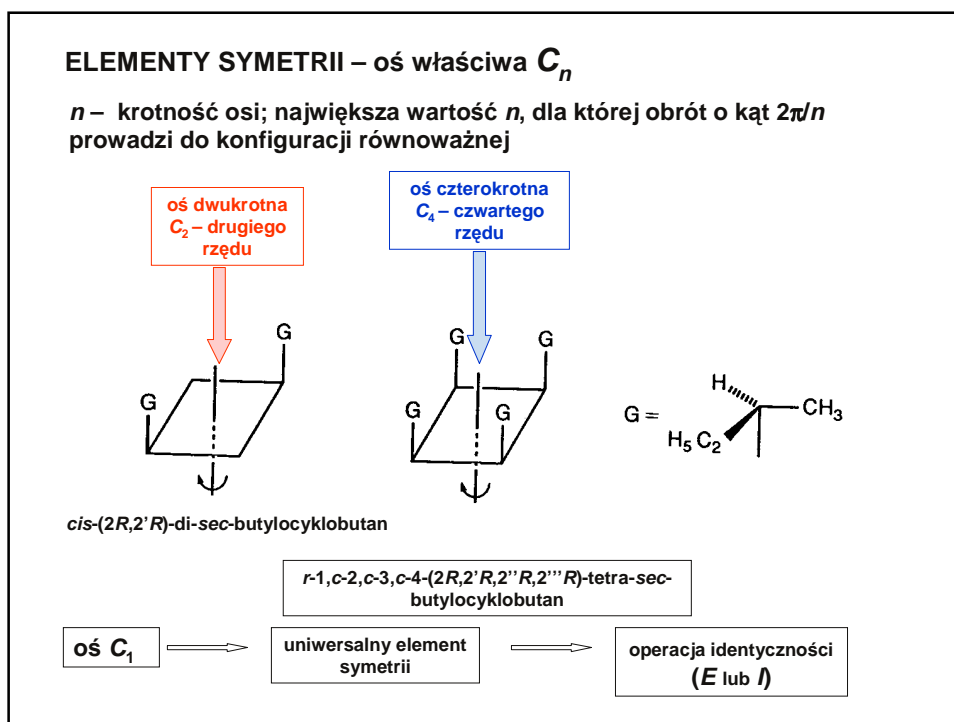 ELEMENTY SYMETRII – oś właściwa Cn
n – krotność osi; największa wartość n, dla której obrót o kąt 2π/n
prowadzi do konfiguracji równoważnej
oś dwukrotna
C2 – drugiego
rzędu
oś czterokrotna
C4 – czwartego
rzędu
G
G
G
G
G
G
G =
H
CH3
H5C2
cis-(2R,2'R)-di-sec-butylocyklobutan
r-1,c-2,c-3,c-4-(2R,2'R,2''R,2'''R)-tetra-sec-
butylocyklobutan
oś C1
uniwersalny element
symetrii
operacja identyczności
(E lub I)